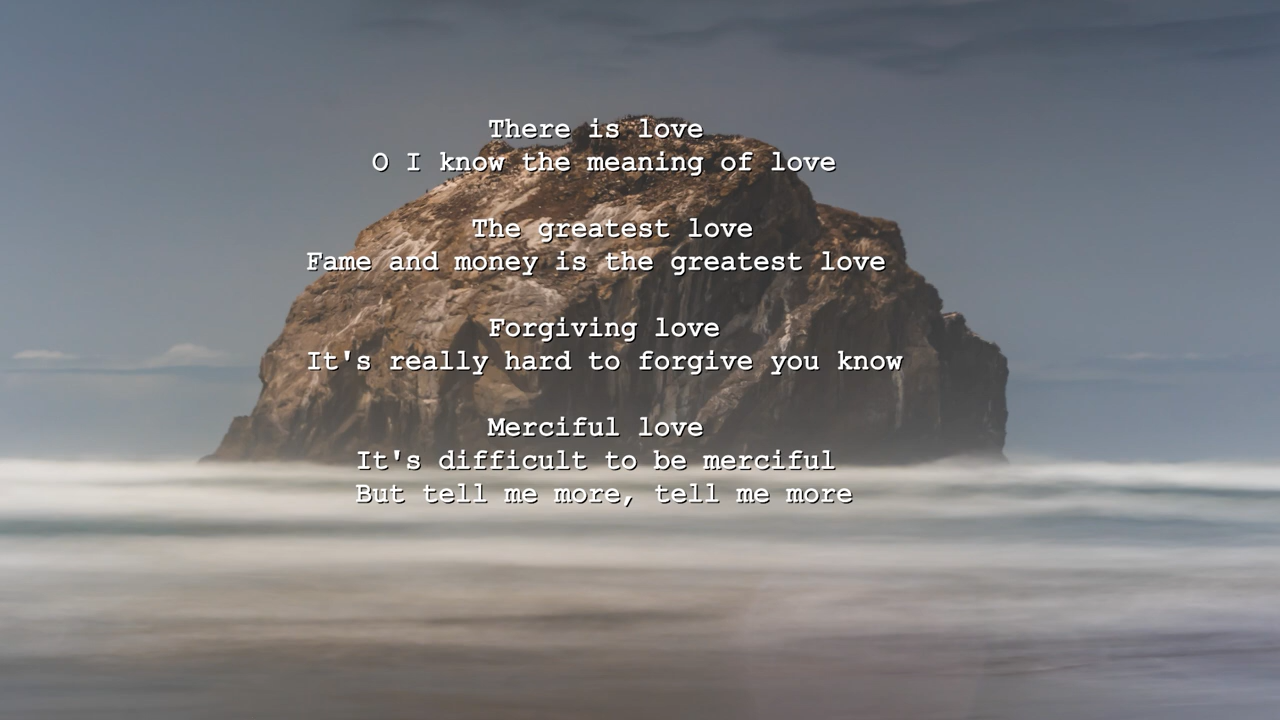 There is love
O I know the meaning of love
The greatest love
Fame and money is the greatest love
Forgiving love
It's really hard to forgive you know
Merciful love
It's difficult to be merciful
But tell me more, tell me more